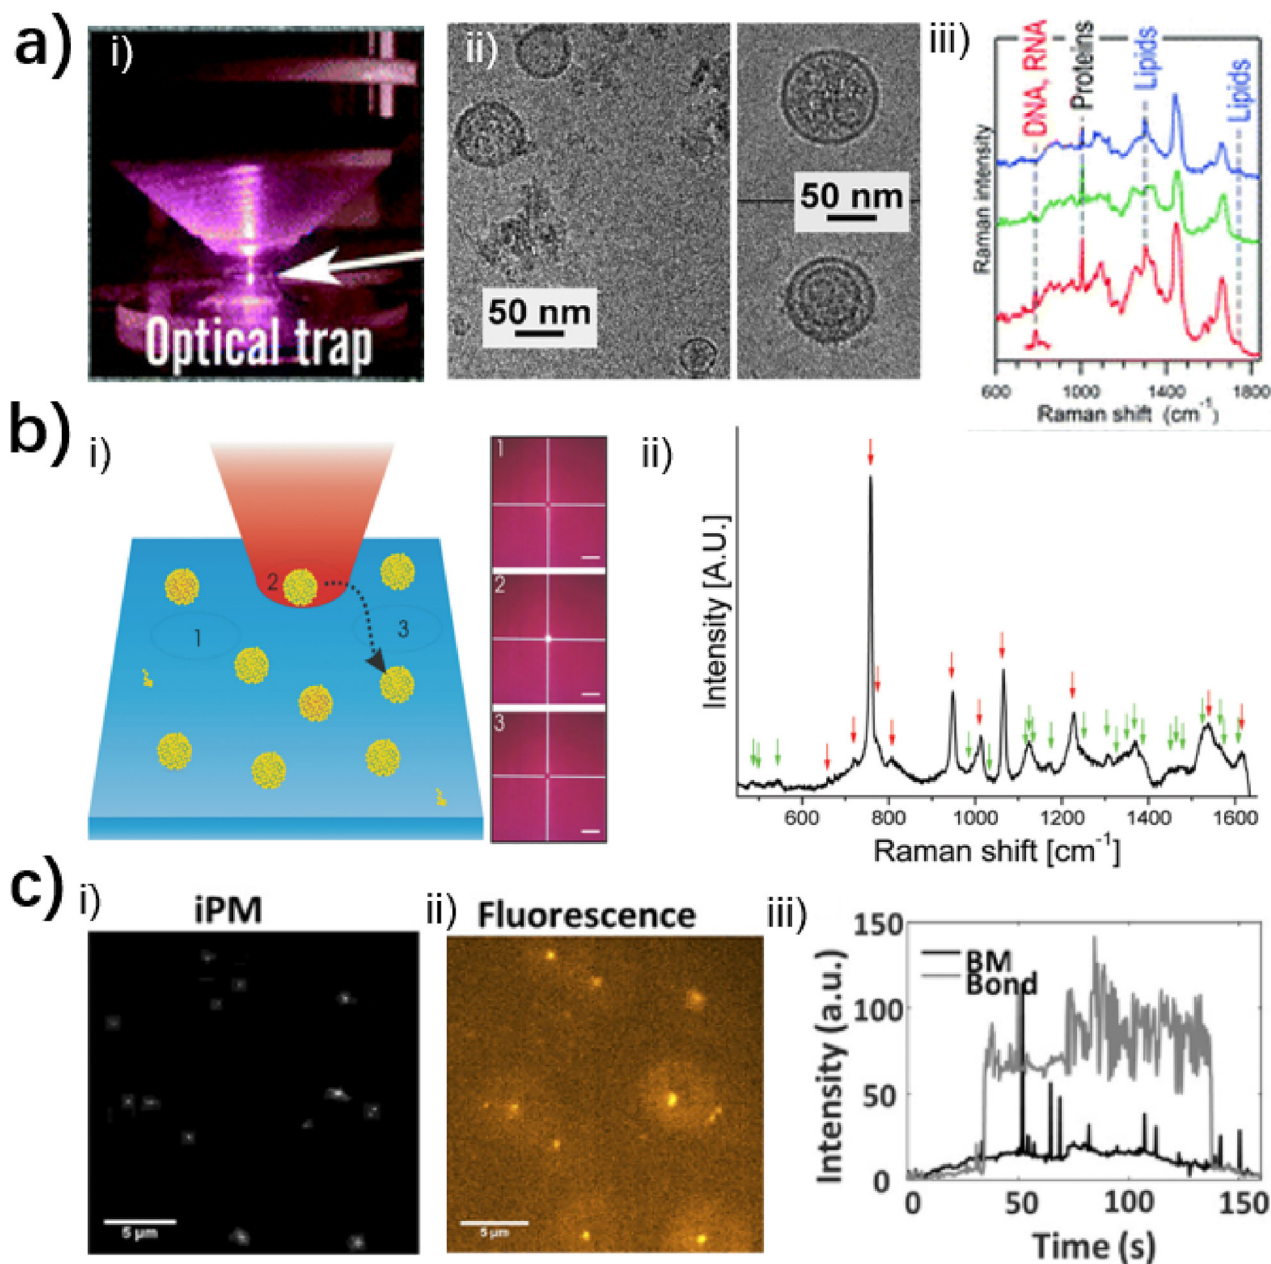 a)
i)
Optical trap
ii)
50 nm
50 nm
iii)
DNA, RNA
Proteins
Lipids
Lipids
Raman intensity
600 1000 1400 1800
Raman shift (cm⁻¹)
b)
i)
1
2
3
1
2
3
ii)
Intensity [A.U.]
600 800 1000 1200 1400 1600
Raman shift [cm⁻¹]
c)
i)
iPM
5 µm
ii)
Fluorescence
5 µm
iii)
BM
Bond
Intensity (a.u.)
150
100
50
0
0 50 100 150
Time (s)